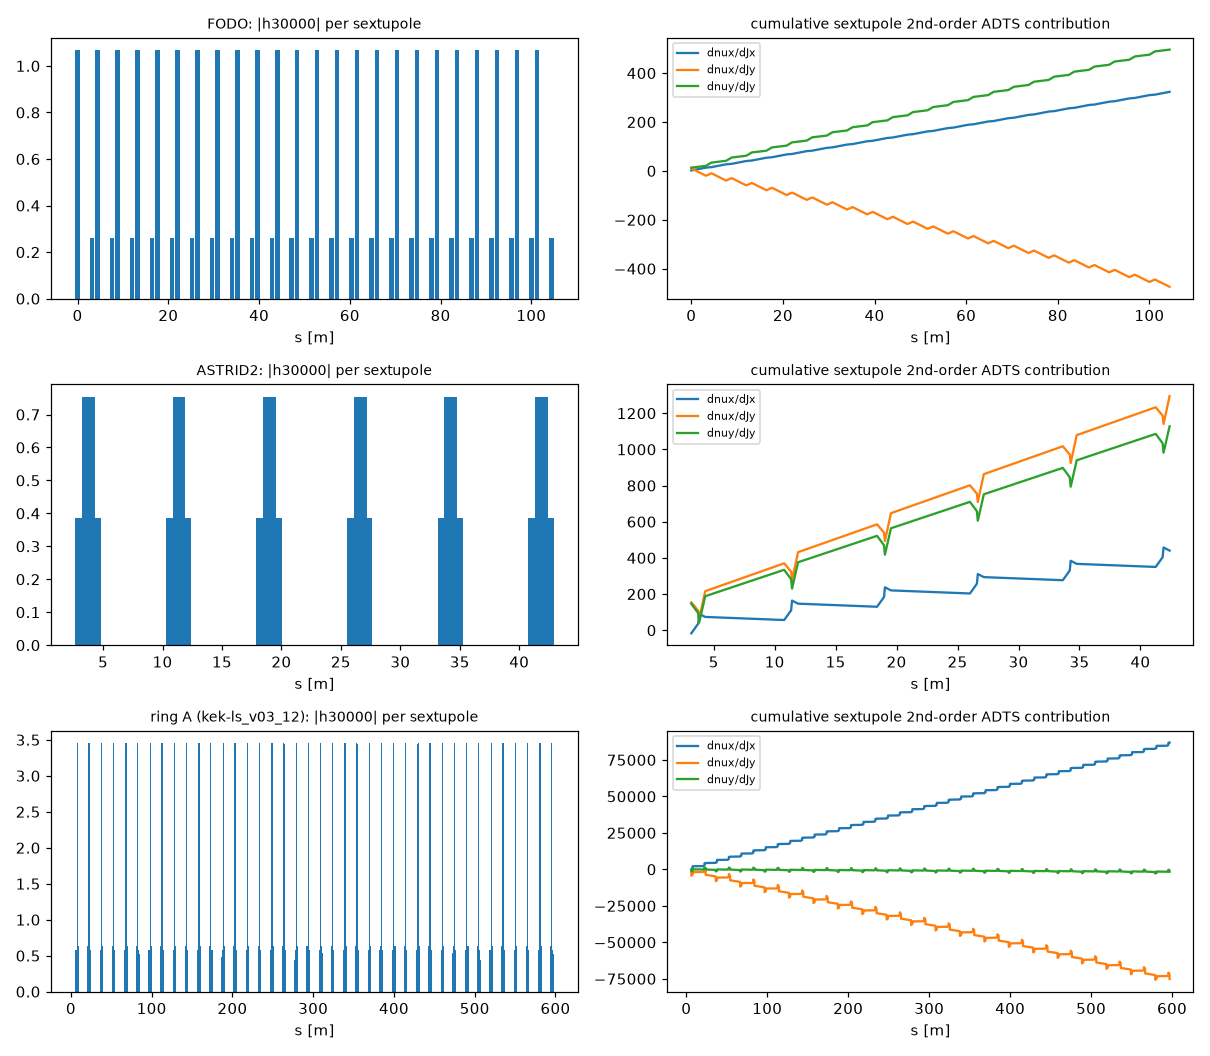 FODO: |h30000| per sextupole
1.0
0.8
0.6
0.4
0.2
0.0
0 20 40 60 80 100
s [m]
cumulative sextupole 2nd-order ADTS contribution
dnux/dJx
dnux/dJy
dnuy/dJy
400
200
0
−200
−400
0 20 40 60 80 100
s [m]
ASTRID2: |h30000| per sextupole
0.7
0.6
0.5
0.4
0.3
0.2
0.1
0.0
5 10 15 20 25 30 35 40
s [m]
cumulative sextupole 2nd-order ADTS contribution
dnux/dJx
dnux/dJy
dnuy/dJy
1200
1000
800
600
400
200
0
5 10 15 20 25 30 35 40
s [m]
ring A (kek-ls_v03_12): |h30000| per sextupole
3.5
3.0
2.5
2.0
1.5
1.0
0.5
0.0
0 100 200 300 400 500 600
s [m]
cumulative sextupole 2nd-order ADTS contribution
dnux/dJx
dnux/dJy
dnuy/dJy
75000
50000
25000
0
−25000
−50000
−75000
0 100 200 300 400 500 600
s [m]